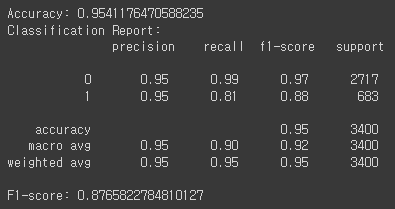 Accuracy: 0.9541176470588235
Classification Report:
              precision    recall  f1-score   support

           0       0.95      0.99      0.97      2717
           1       0.95      0.81      0.88       683

    accuracy                           0.95      3400
   macro avg       0.95      0.90      0.92      3400
weighted avg       0.95      0.95      0.95      3400

F1-score: 0.8765822784810127